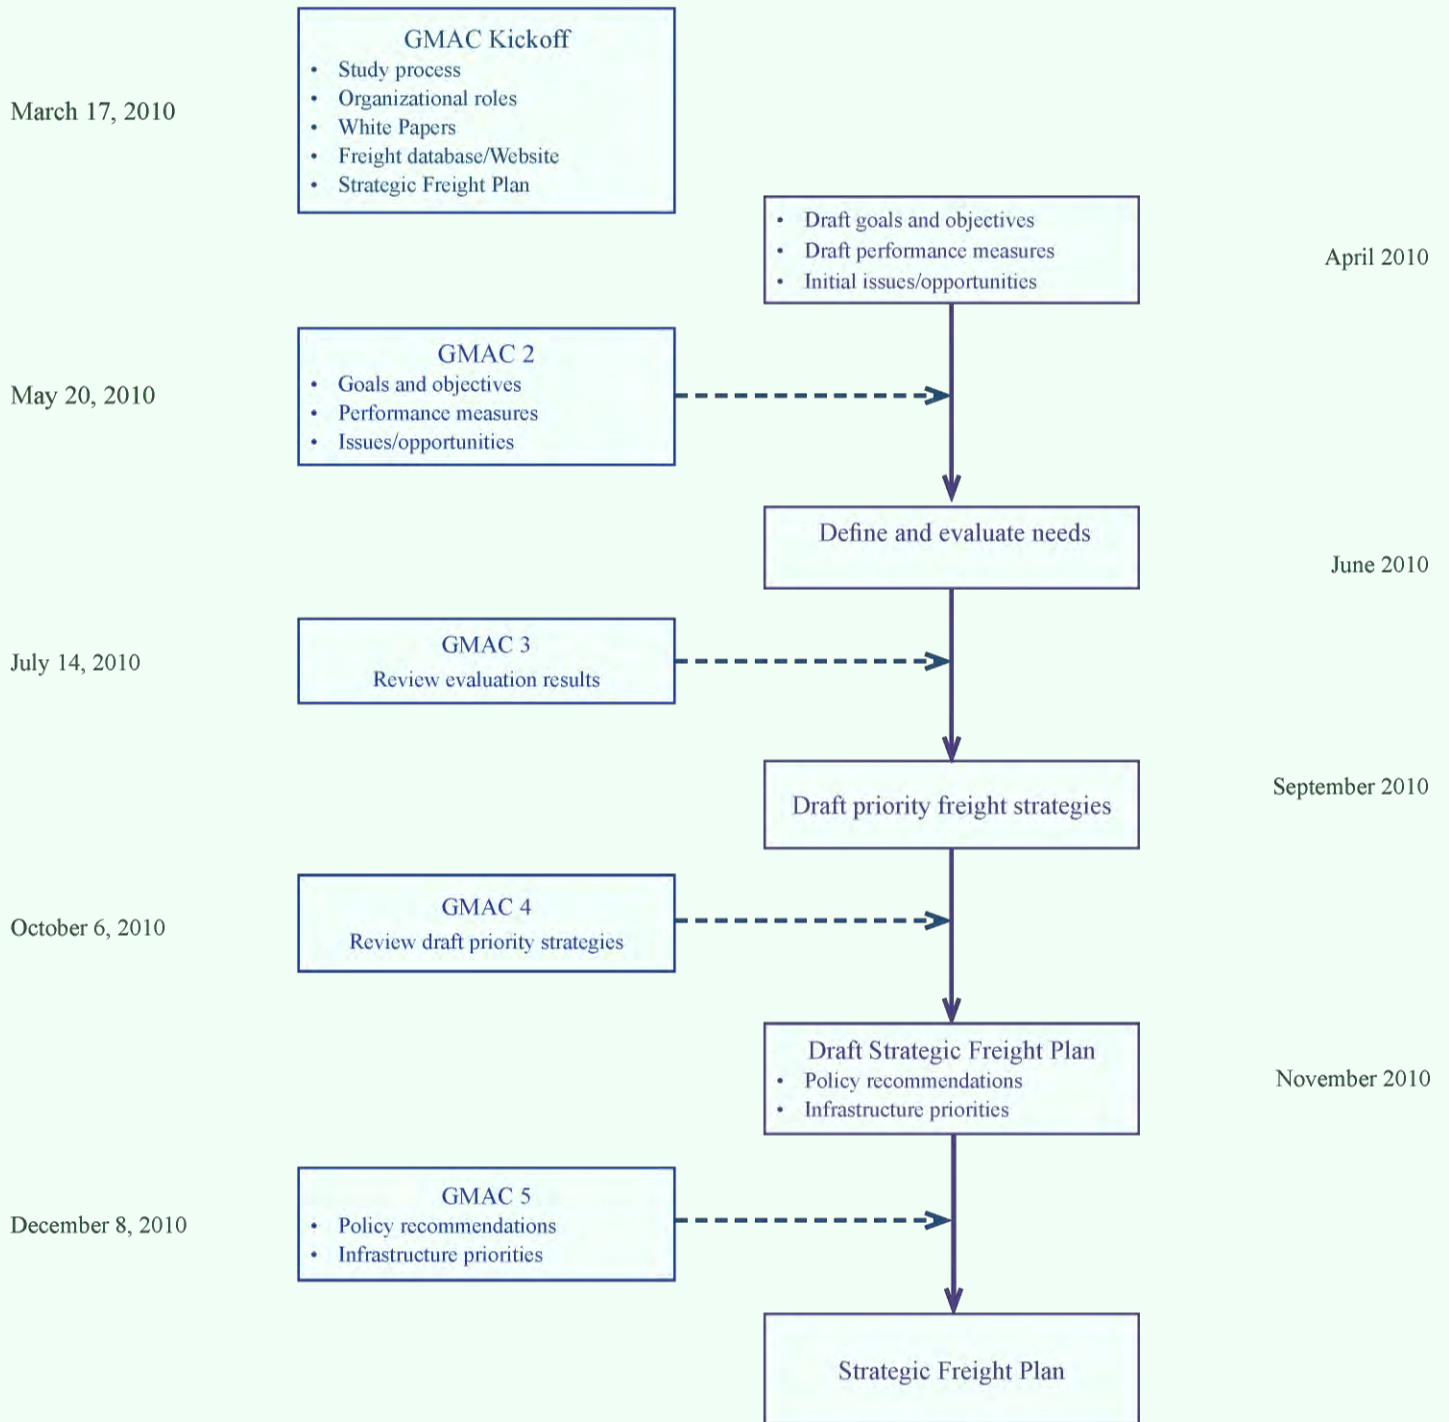 GMAC Kickoff
• Study process
• Organizational roles
• White Papers
• Freight database/Website
• Strategic Freight Plan
March 17, 2010
• Draft goals and objectives
• Draft performance measures
• Initial issues/opportunities
April 2010
GMAC 2
• Goals and objectives
• Performance measures
• Issues/opportunities
May 20, 2010
Define and evaluate needs
June 2010
GMAC 3
Review evaluation results
July 14, 2010
Draft priority freight strategies
September 2010
GMAC 4
Review draft priority strategies
October 6, 2010
Draft Strategic Freight Plan
• Policy recommendations
• Infrastructure priorities
November 2010
GMAC 5
• Policy recommendations
• Infrastructure priorities
December 8, 2010
Strategic Freight Plan